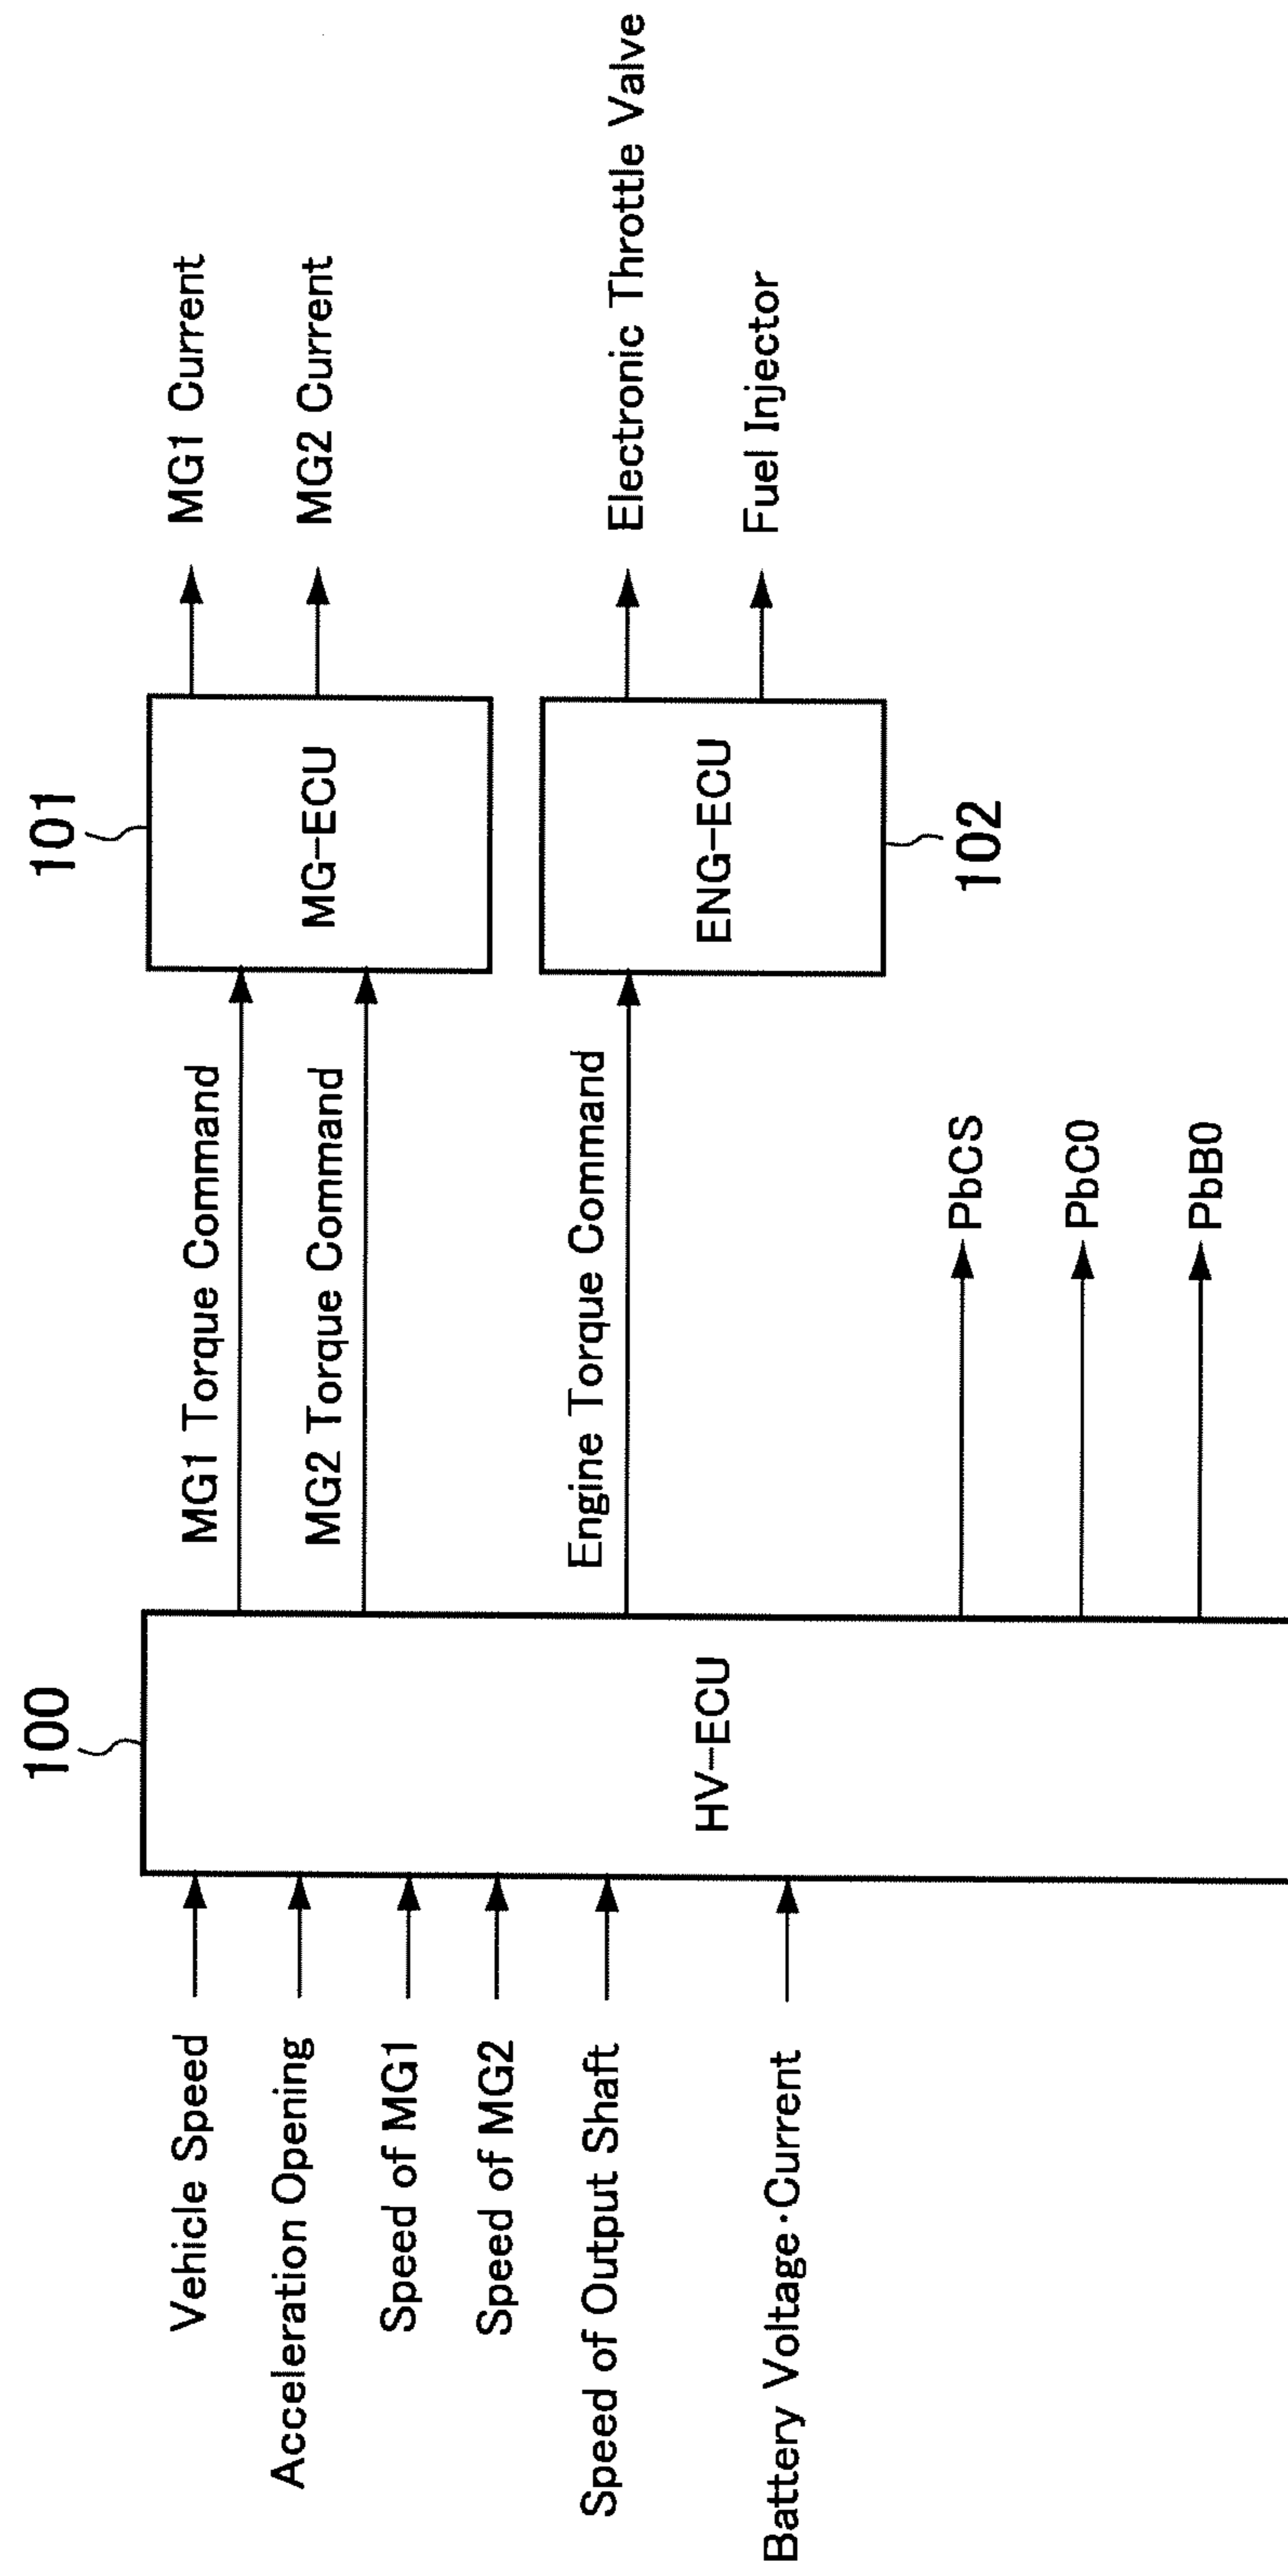 100
101
Vehicle Speed
Acceleration Opening
Speed of MG1
Speed of MG2
Speed of Output Shaft
Battery Voltage·Current
HV-ECU
MG1 Torque Command
MG2 Torque Command
Engine Torque Command
PbCS
PbC0
PbB0
MG-ECU
ENG-ECU
102
MG1 Current
MG2 Current
Electronic Throttle Valve
Fuel Injector